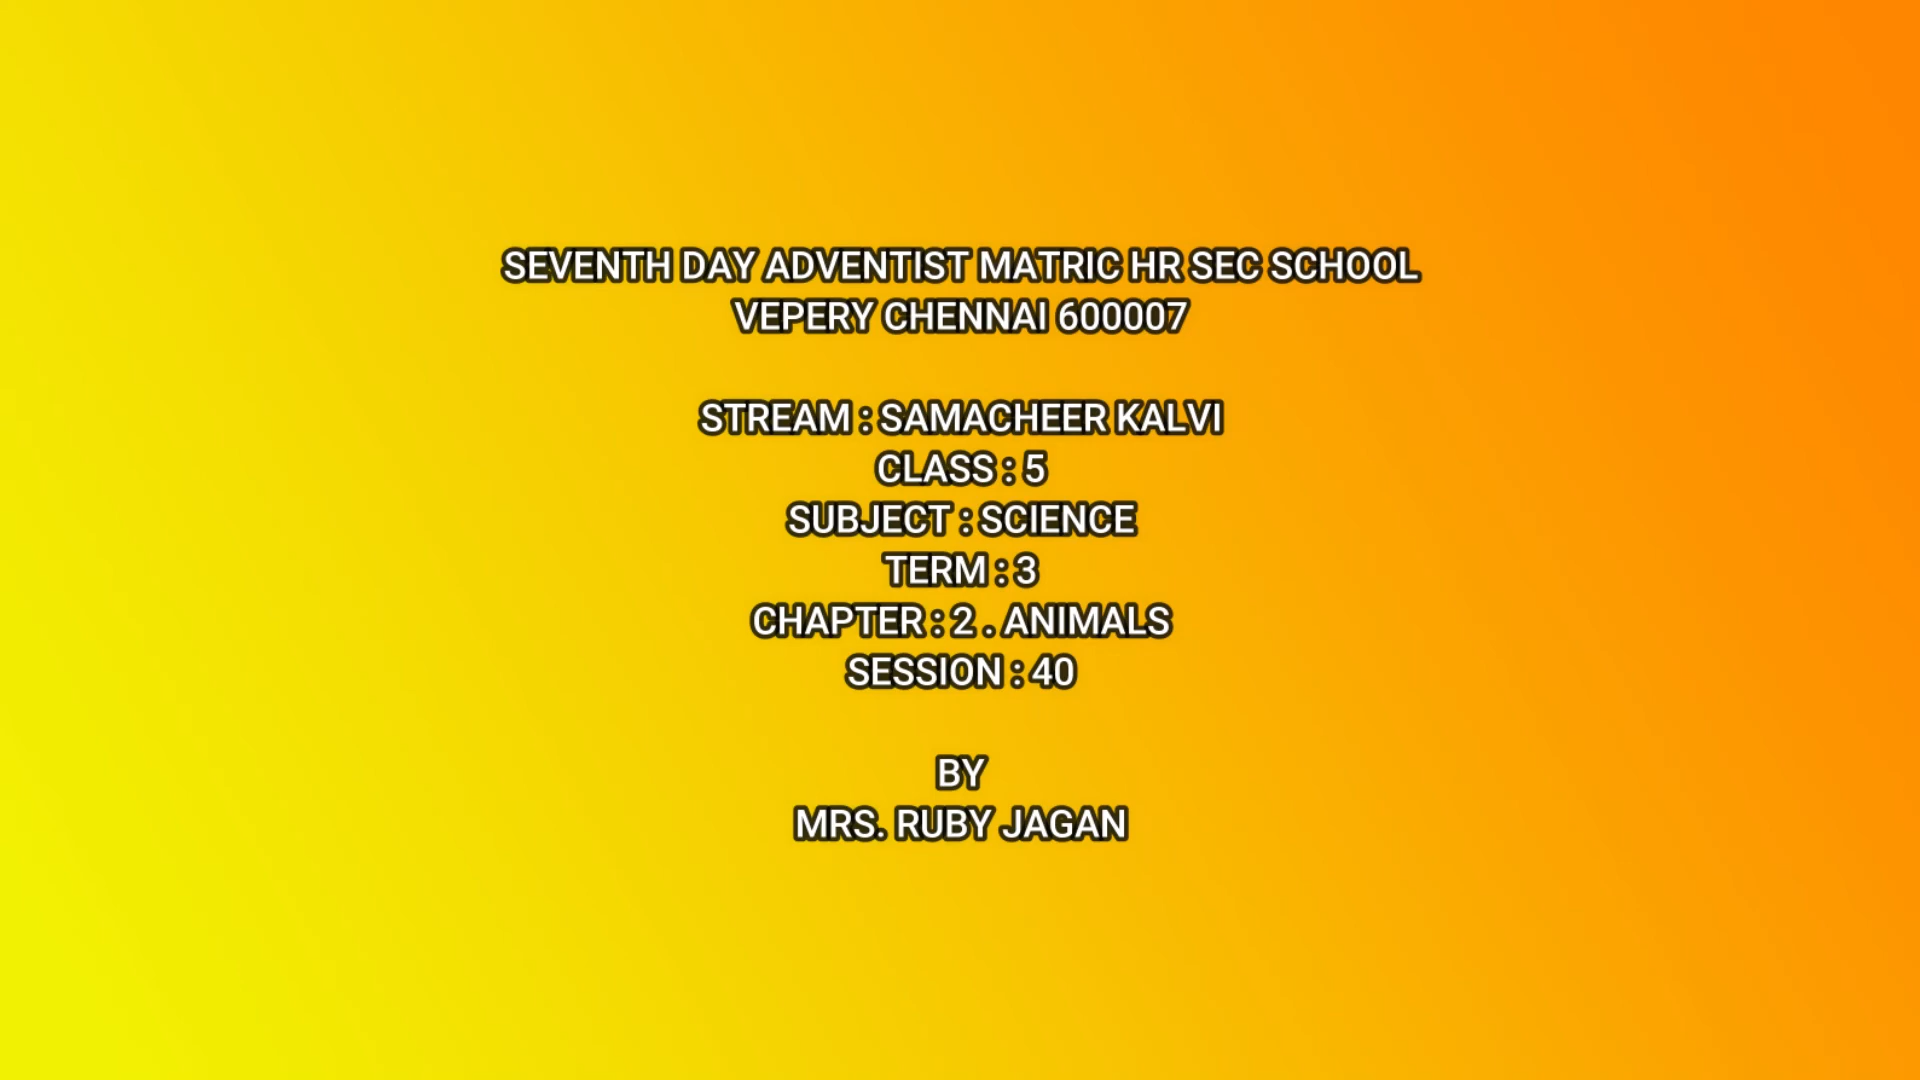 SEVENTH DAY ADVENTIST MATRIC HR SEC SCHOOL
VEPERY CHENNAI 600007
STREAM : SAMACHEER KALVI
CLASS : 5
SUBJECT : SCIENCE
TERM : 3
CHAPTER : 2 . ANIMALS
SESSION : 40
BY
MRS. RUBY JAGAN